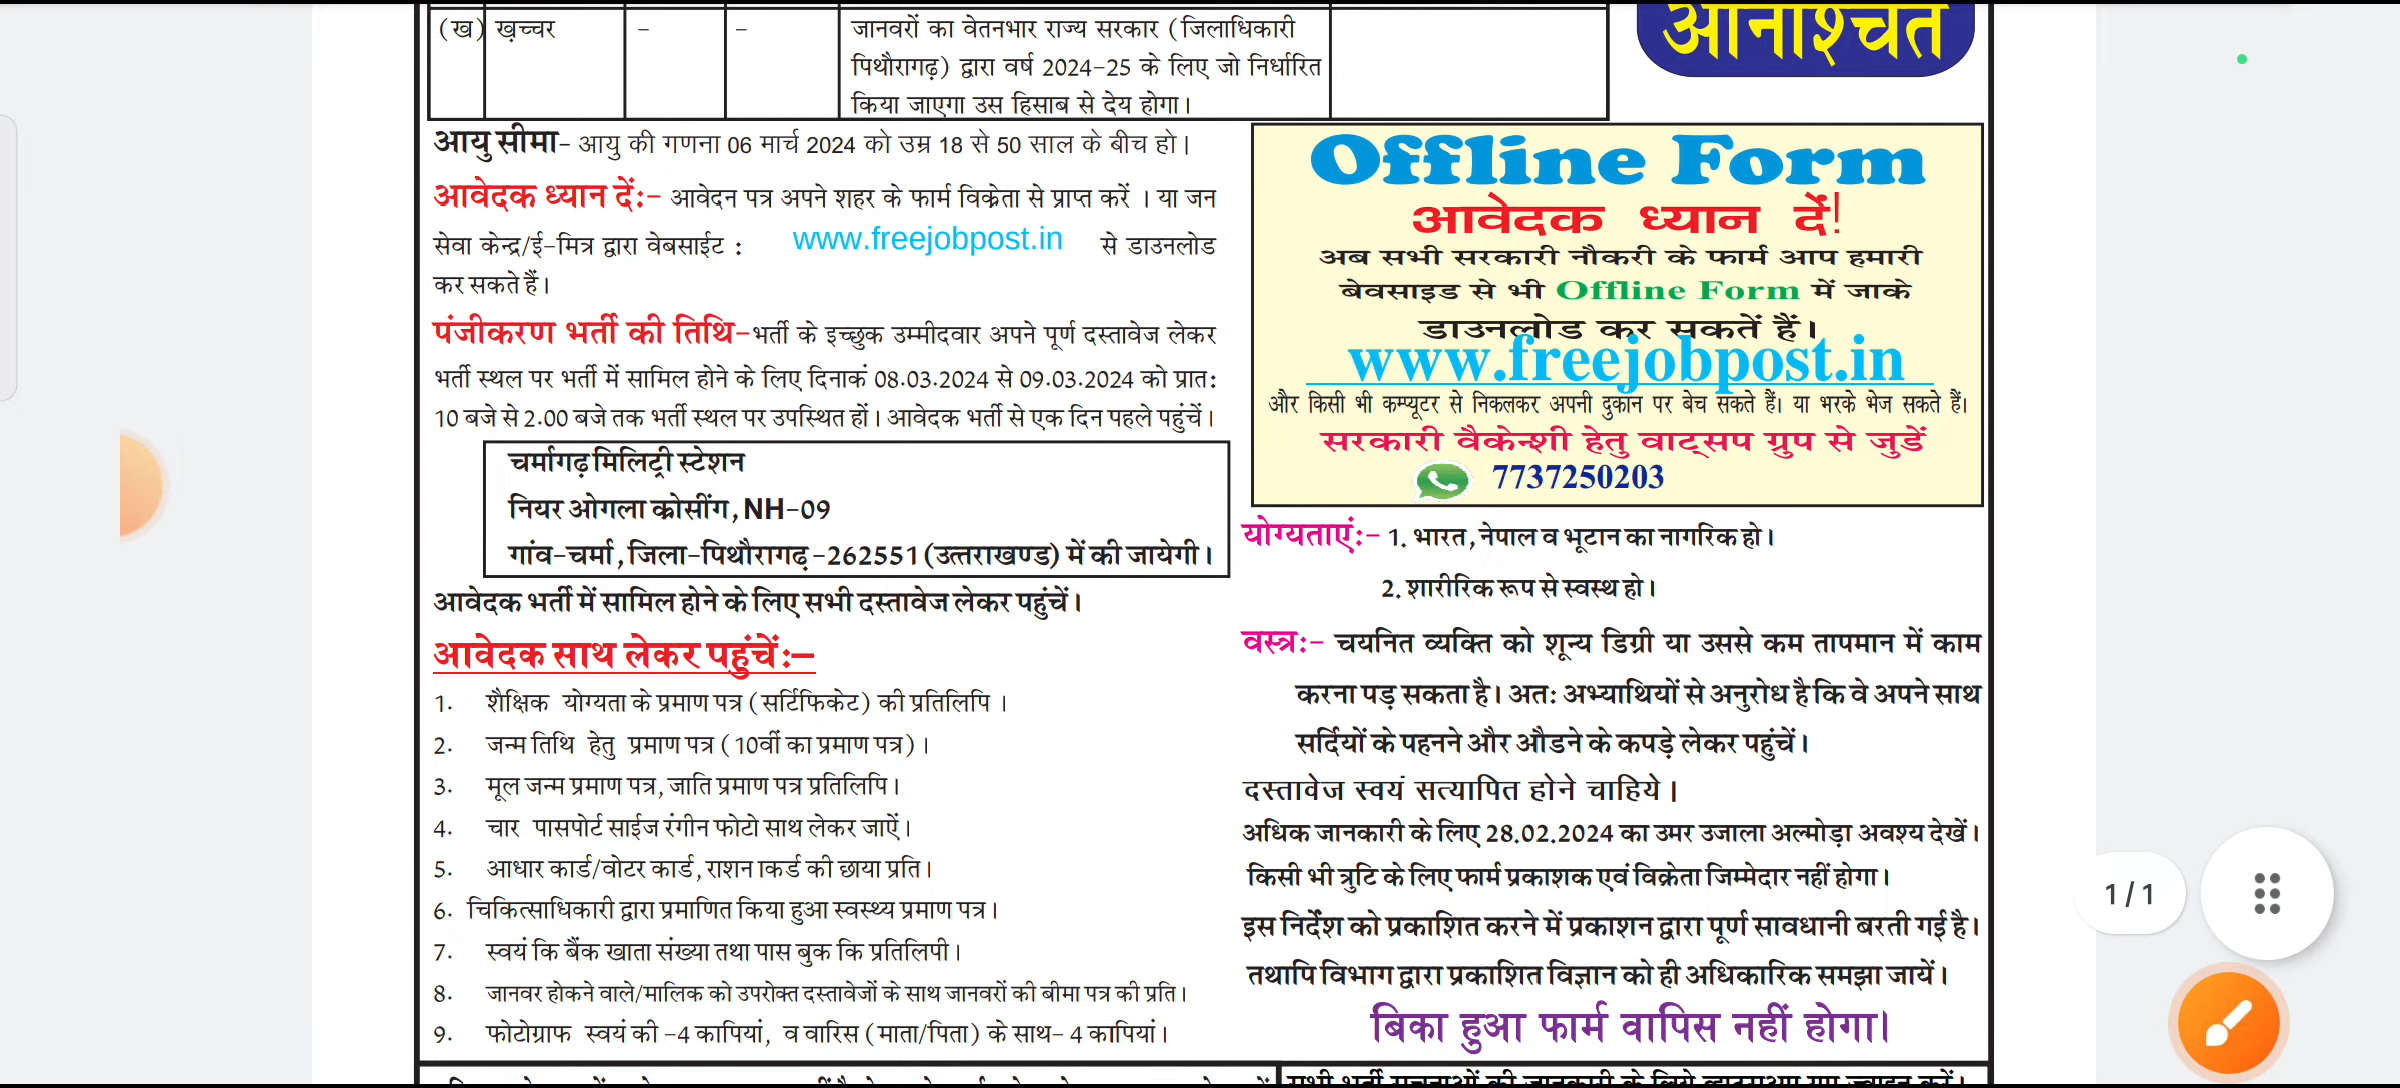 (ख) ख़च्चर - - जानवरों का वेतनभार राज्य सरकार (जिलाधिकारी
पिथौरागढ़) द्वारा वर्ष 2024-25 के लिए जो निर्धारित
किया जाएगा उस हिसाब से देय होगा।
आयु सीमा- आयु की गणना 06 मार्च 2024 को उम्र 18 से 50 साल के बीच हो।
आवेदक ध्यान दें:- आवेदन पत्र अपने शहर के फार्म विक्रेता से प्राप्त करें । या जन
सेवा केन्द्र/ई-मित्र द्वारा वेबसाईट : www.freejobpost.in से डाउनलोड
कर सकते हैं।
पंजीकरण भर्ती की तिथि-भर्ती के इच्छुक उम्मीदवार अपने पूर्ण दस्तावेज लेकर
भर्ती स्थल पर भर्ती में सामिल होने के लिए दिनाकं 08.03.2024 से 09.03.2024 को प्रात:
10 बजे से 2.00 बजे तक भर्ती स्थल पर उपस्थित हों। आवेदक भर्ती से एक दिन पहले पहुंचें।
चर्मागढ़ मिलिट्री स्टेशन
नियर ओगला क्रोसींग, NH-09
गांव-चर्मा, जिला-पिथौरागढ़-262551 (उत्तराखण्ड) में की जायेगी।
आवेदक भर्ती में सामिल होने के लिए सभी दस्तावेज लेकर पहुंचें।
आवेदक साथ लेकर पहुंचें:-
1. शैक्षिक योग्यता के प्रमाण पत्र (सर्टिफिकेट) की प्रतिलिपि ।
2. जन्म तिथि हेतु प्रमाण पत्र (10वीं का प्रमाण पत्र)।
3. मूल जन्म प्रमाण पत्र, जाति प्रमाण पत्र प्रतिलिपि।
4. चार पासपोर्ट साईज रंगीन फोटो साथ लेकर जाऐं।
5. आधार कार्ड/वोटर कार्ड, राशन ाकर्ड की छाया प्रति।
6. चिकित्साधिकारी द्वारा प्रमाणित किया हुआ स्वस्थ्य प्रमाण पत्र।
7. स्वयं कि बैंक खाता संख्या तथा पास बुक कि प्रतिलिपी।
8. जानवर होकने वाले/मालिक को उपरोक्त दस्तावेजों के साथ जानवरों की बीमा पत्र की प्रति।
9. फोटोग्राफ स्वयं की -4 कापियां, व वारिस (माता/पिता) के साथ- 4 कापियां।
Offline Form
आवेदक ध्यान दें!
अब सभी सरकारी नौकरी के फार्म आप हमारी
बेवसाइड से भी Offline Form में जाके
डाउनलोड कर सकतें हैं।
www.freejobpost.in
और किसी भी कम्प्यूटर से निकलकर अपनी दुकान पर बेच सकते हैं। या भरके भेज सकते हैं।
सरकारी वैकेन्शी हेतु वाट्सप ग्रुप से जुडें
7737250203
योग्यताएं:- 1. भारत, नेपाल व भूटान का नागरिक हो।
2. शारीरिक रूप से स्वस्थ हो।
वस्त्र:- चयनित व्यक्ति को शून्य डिग्री या उससे कम तापमान में काम
करना पड़ सकता है। अत: अभ्याथियों से अनुरोध है कि वे अपने साथ
सर्दियों के पहनने और औडने के कपड़े लेकर पहुंचें।
दस्तावेज स्वयं सत्यापित होने चाहिये।
अधिक जानकारी के लिए 28.02.2024 का उमर उजाला अल्मोड़ा अवश्य देखें।
किसी भी त्रुटि के लिए फार्म प्रकाशक एवं विक्रेता जिम्मेदार नहीं होगा।
इस निर्देश को प्रकाशित करने में प्रकाशन द्वारा पूर्ण सावधानी बरती गई है।
तथापि विभाग द्वारा प्रकाशित विज्ञान को ही अधिकारिक समझा जायें।
बिका हुआ फार्म वापिस नहीं होगा।
1 / 1